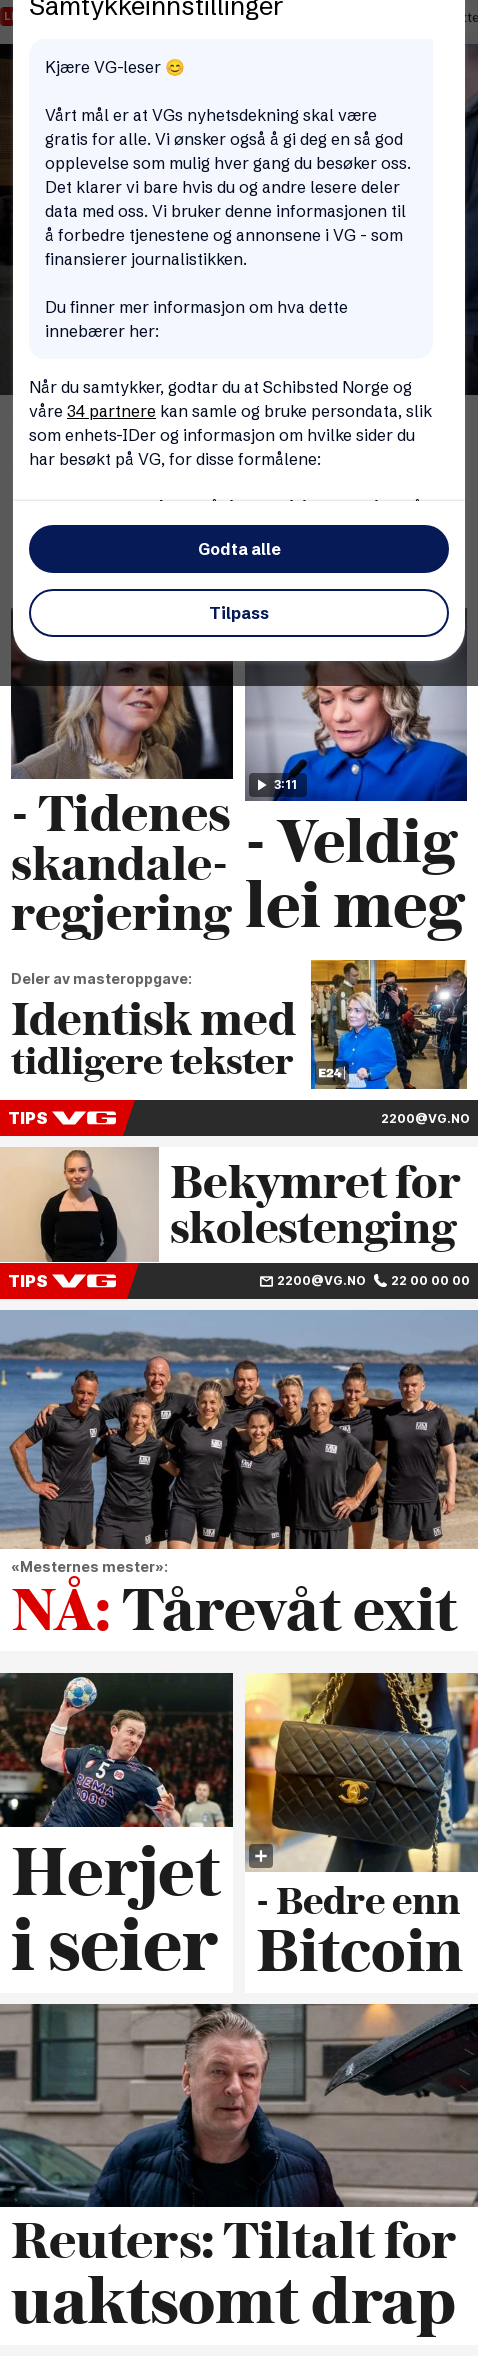 Samtykkeinnstillinger
Kjære VG-leser 😊
Vårt mål er at VGs nyhetsdekning skal være
gratis for alle. Vi ønsker også å gi deg en så god
opplevelse som mulig hver gang du besøker oss.
Det klarer vi bare hvis du og andre lesere deler
data med oss. Vi bruker denne informasjonen til
å forbedre tjenestene og annonsene i VG - som
finansierer journalistikken.
Du finner mer informasjon om hva dette
innebærer her:
Når du samtykker, godtar du at Schibsted Norge og
våre 34 partnere kan samle og bruke persondata, slik
som enhets-IDer og informasjon om hvilke sider du
har besøkt på VG, for disse formålene:
Godta alle
Tilpass
3:11
- Tidenes
skandale-
regjering
- Veldig
lei meg
Deler av masteroppgave:
Identisk med
tidligere tekster
E24
TIPS VG
2200@VG.NO
Bekymret for
skolestenging
TIPS VG
2200@VG.NO 22 00 00 00
«Mesternes mester»:
NÅ: Tårevåt exit
5
REMA
1000
Herjet
i seier
- Bedre enn
Bitcoin
Reuters: Tiltalt for
uaktsomt drap